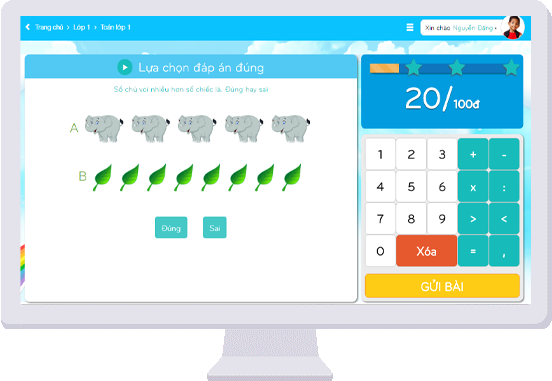 Trang chủ > Lớp 1 > Toán lớp 1
Xin chào Nguyễn Đăng
Lựa chọn đáp án đúng
Số chú voi nhiều hơn số chiếc lá. Đúng hay sai
A
B
Đúng Sai
20/100đ
1 2 3 + -
4 5 6 x :
7 8 9 > <
0 Xóa = ,
GỬI BÀI